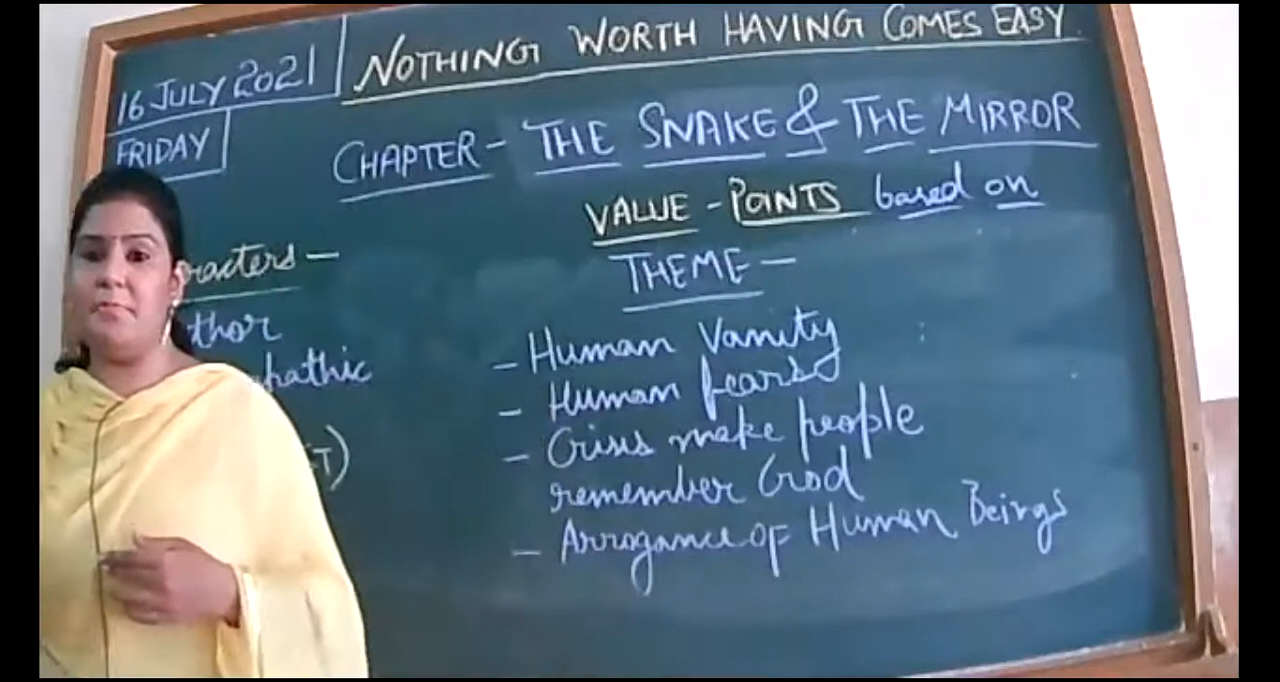 16 JULY 2021
FRIDAY
NOTHING WORTH HAVING COMES EASY
CHAPTER - THE SNAKE & THE MIRROR
VALUE - POINTS based on
THEME -
- Human Vanity
- Human fears
- Crisis make people
remember God
- Arrogance of Human Beings